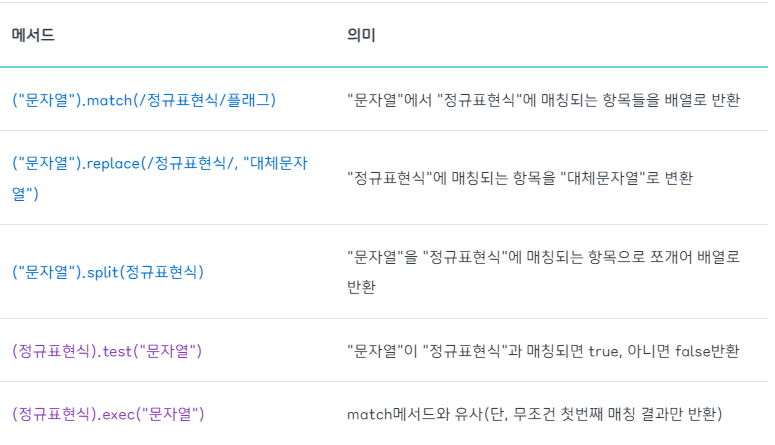 메서드 의미
("문자열").match(/정규표현식/플래그) "문자열"에서 "정규표현식"에 매칭되는 항목들을 배열로 반환
("문자열").replace(/정규표현식/, "대체문자
열")
"정규표현식"에 매칭되는 항목을 "대체문자열"로 변환
("문자열").split(정규표현식)
"문자열"을 "정규표현식"에 매칭되는 항목으로 쪼개어 배열로
반환
(정규표현식).test("문자열") "문자열"이 "정규표현식"과 매칭되면 true, 아니면 false반환
(정규표현식).exec("문자열") match메서드와 유사(단, 무조건 첫번째 매칭 결과만 반환)